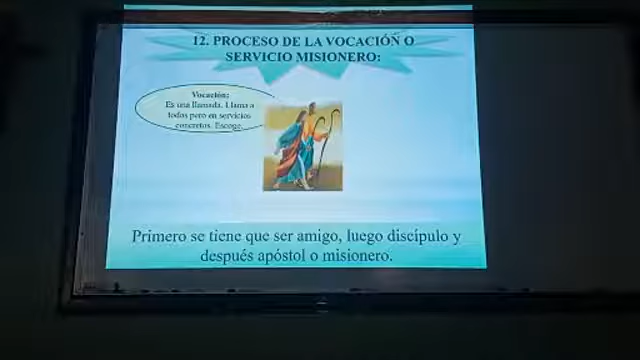 12. PROCESO DE LA VOCACIÓN O
SERVICIO MISIONERO:
Vocación:
Es una llamada. Llama a
todos pero en servicios
concretos. Escoge.
Primero se tiene que ser amigo, luego discípulo y
después apóstol o misionero.